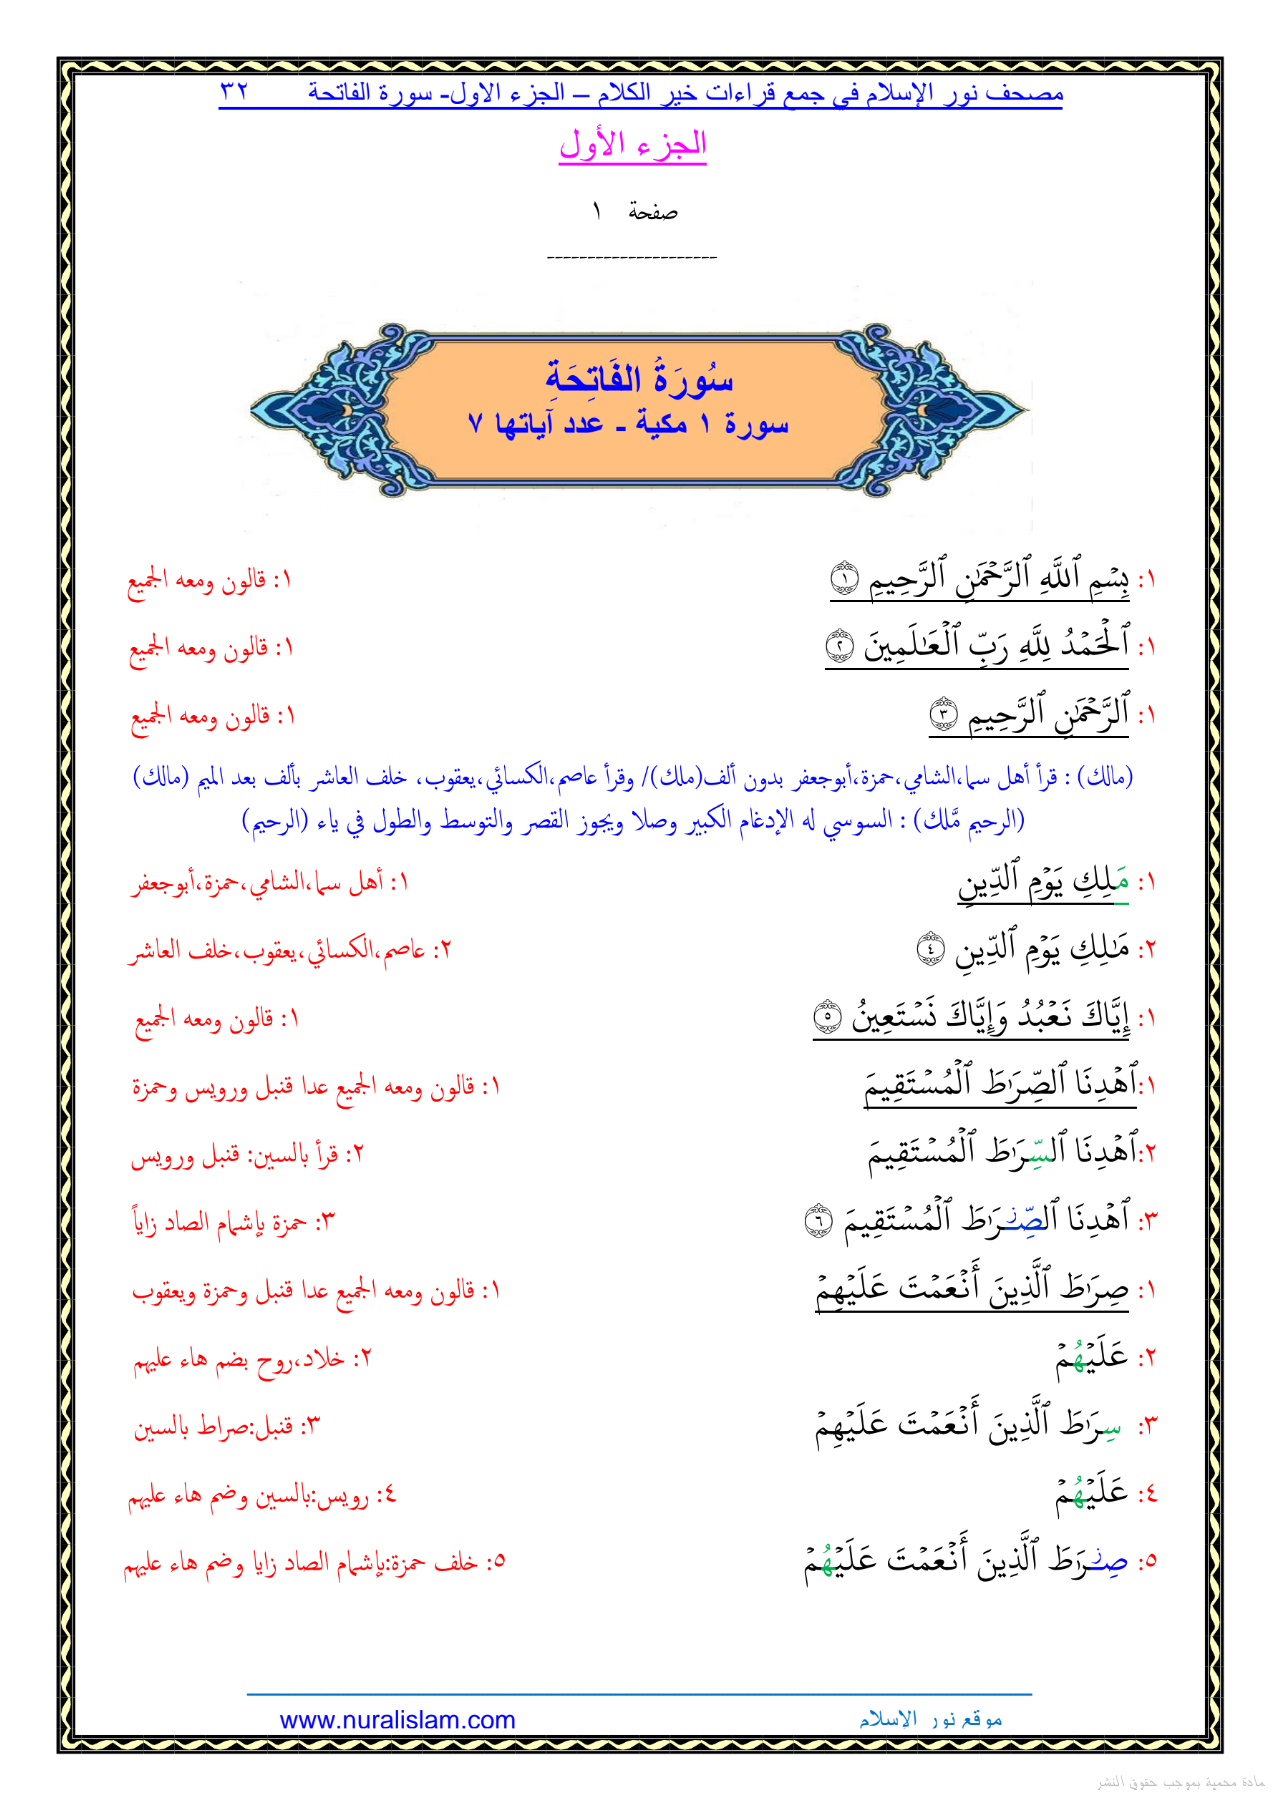 مصحف نور الإسلام في جمع قراءات خير الكلام – الجزء الاول- سورة الفاتحة ٣٢
الجزء الأول
صفحة ١
---------------------
سُورَةُ الفَاتِحَةِ
سورة ١ مكية - عدد آياتها ٧
١: بِسْمِ ٱللَّهِ ٱلرَّحْمَٰنِ ٱلرَّحِيمِ ١ ١: قالون ومعه الجميع
١: ٱلْحَمْدُ لِلَّهِ رَبِّ ٱلْعَٰلَمِينَ ٢ ١: قالون ومعه الجميع
١: ٱلرَّحْمَٰنِ ٱلرَّحِيمِ ٣ ١: قالون ومعه الجميع
(مالك) : قرأ أهل سما،الشامي،حمزة،أبوجعفر بدون ألف(ملك)/ وقرأ عاصم،الكسائي،يعقوب، خلف العاشر بألف بعد الميم (مالك)
(الرحيم مَّلك) : السوسي له الإدغام الكبير وصلا ويجوز القصر والتوسط والطول في ياء (الرحيم)
١: مَلِكِ يَوْمِ ٱلدِّينِ ١: أهل سما،الشامي،حمزة،أبوجعفر
٢: مَٰلِكِ يَوْمِ ٱلدِّينِ ٤ ٢: عاصم،الكسائي،يعقوب،خلف العاشر
١: إِيَّاكَ نَعْبُدُ وَإِيَّاكَ نَسْتَعِينُ ٥ ١: قالون ومعه الجميع
١:ٱهْدِنَا ٱلصِّرَٰطَ ٱلْمُسْتَقِيمَ ١: قالون ومعه الجميع عدا قنبل ورويس وحمزة
٢:ٱهْدِنَا ٱلسِّرَٰطَ ٱلْمُسْتَقِيمَ ٢: قرأ بالسين: قنبل ورويس
٣: ٱهْدِنَا ٱلصِّزرَٰطَ ٱلْمُسْتَقِيمَ ٦ ٣: حمزة بإشمام الصاد زاياً
١: صِرَٰطَ ٱلَّذِينَ أَنْعَمْتَ عَلَيْهِمْ ١: قالون ومعه الجميع عدا قنبل وحمزة ويعقوب
٢: عَلَيْهُمْ ٢: خلاد،روح بضم هاء عليهم
٣: سِرَٰطَ ٱلَّذِينَ أَنْعَمْتَ عَلَيْهِمْ ٣: قنبل:صراط بالسين
٤: عَلَيْهُمْ ٤: رويس:بالسين وضم هاء عليهم
٥: صِزرَٰطَ ٱلَّذِينَ أَنْعَمْتَ عَلَيْهُمْ ٥: خلف حمزة:بإشمام الصاد زايا وضم هاء عليهم
موقع نور الاسلام www.nuralislam.com
مادة محمية بموجب حقوق النشر